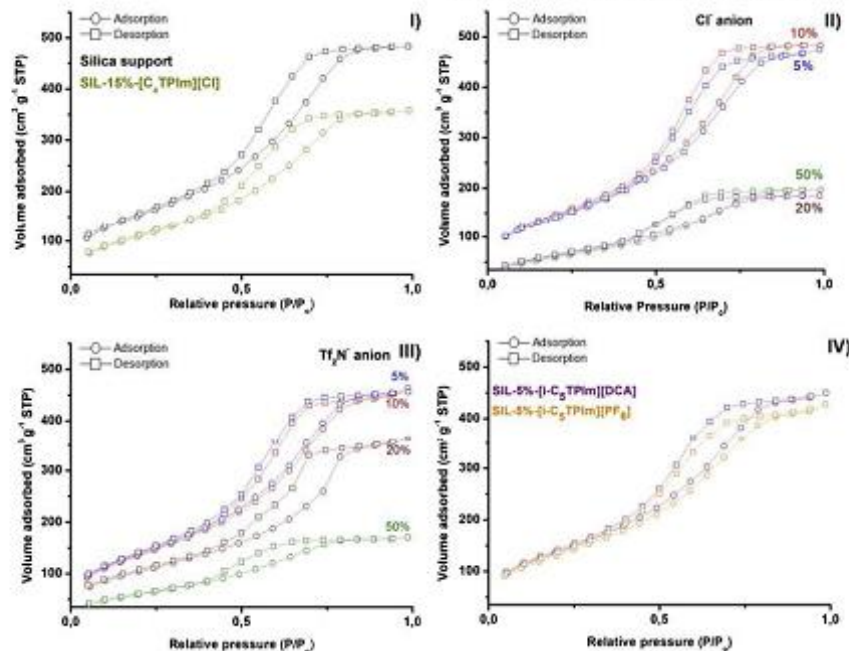 Adsorption
Desorption
I)
500
400
300
200
100
Silica support
SIL-15%-[C4TPIm][Cl]
Volume adsorbed (cm3 g-1 STP)
0,0
0,5
1,0
Relative pressure (P/Po)
Adsorption
Desorption
Cl- anion
II)
10%
5%
50%
20%
500
400
300
200
100
Volume adsorbed (cm3 g-1 STP)
0,0
0,5
1,0
Relative Pressure (P/P0)
Adsorption
Desorption
Tf2N- anion
III)
5%
10%
20%
50%
500
400
300
200
100
Volume adsorbed (cm3 g-1 STP)
0,0
0,5
1,0
Relative pressure (P/Po)
Adsorption
Desorption
IV)
SIL-5%-[i-C5TPIm][DCA]
SIL-5%-[i-C5TPIm][PF6]
500
400
300
200
100
Volume adsorbed (cm3 g-1 STP)
0,0
0,5
1,0
Relative pressure (P/Po)